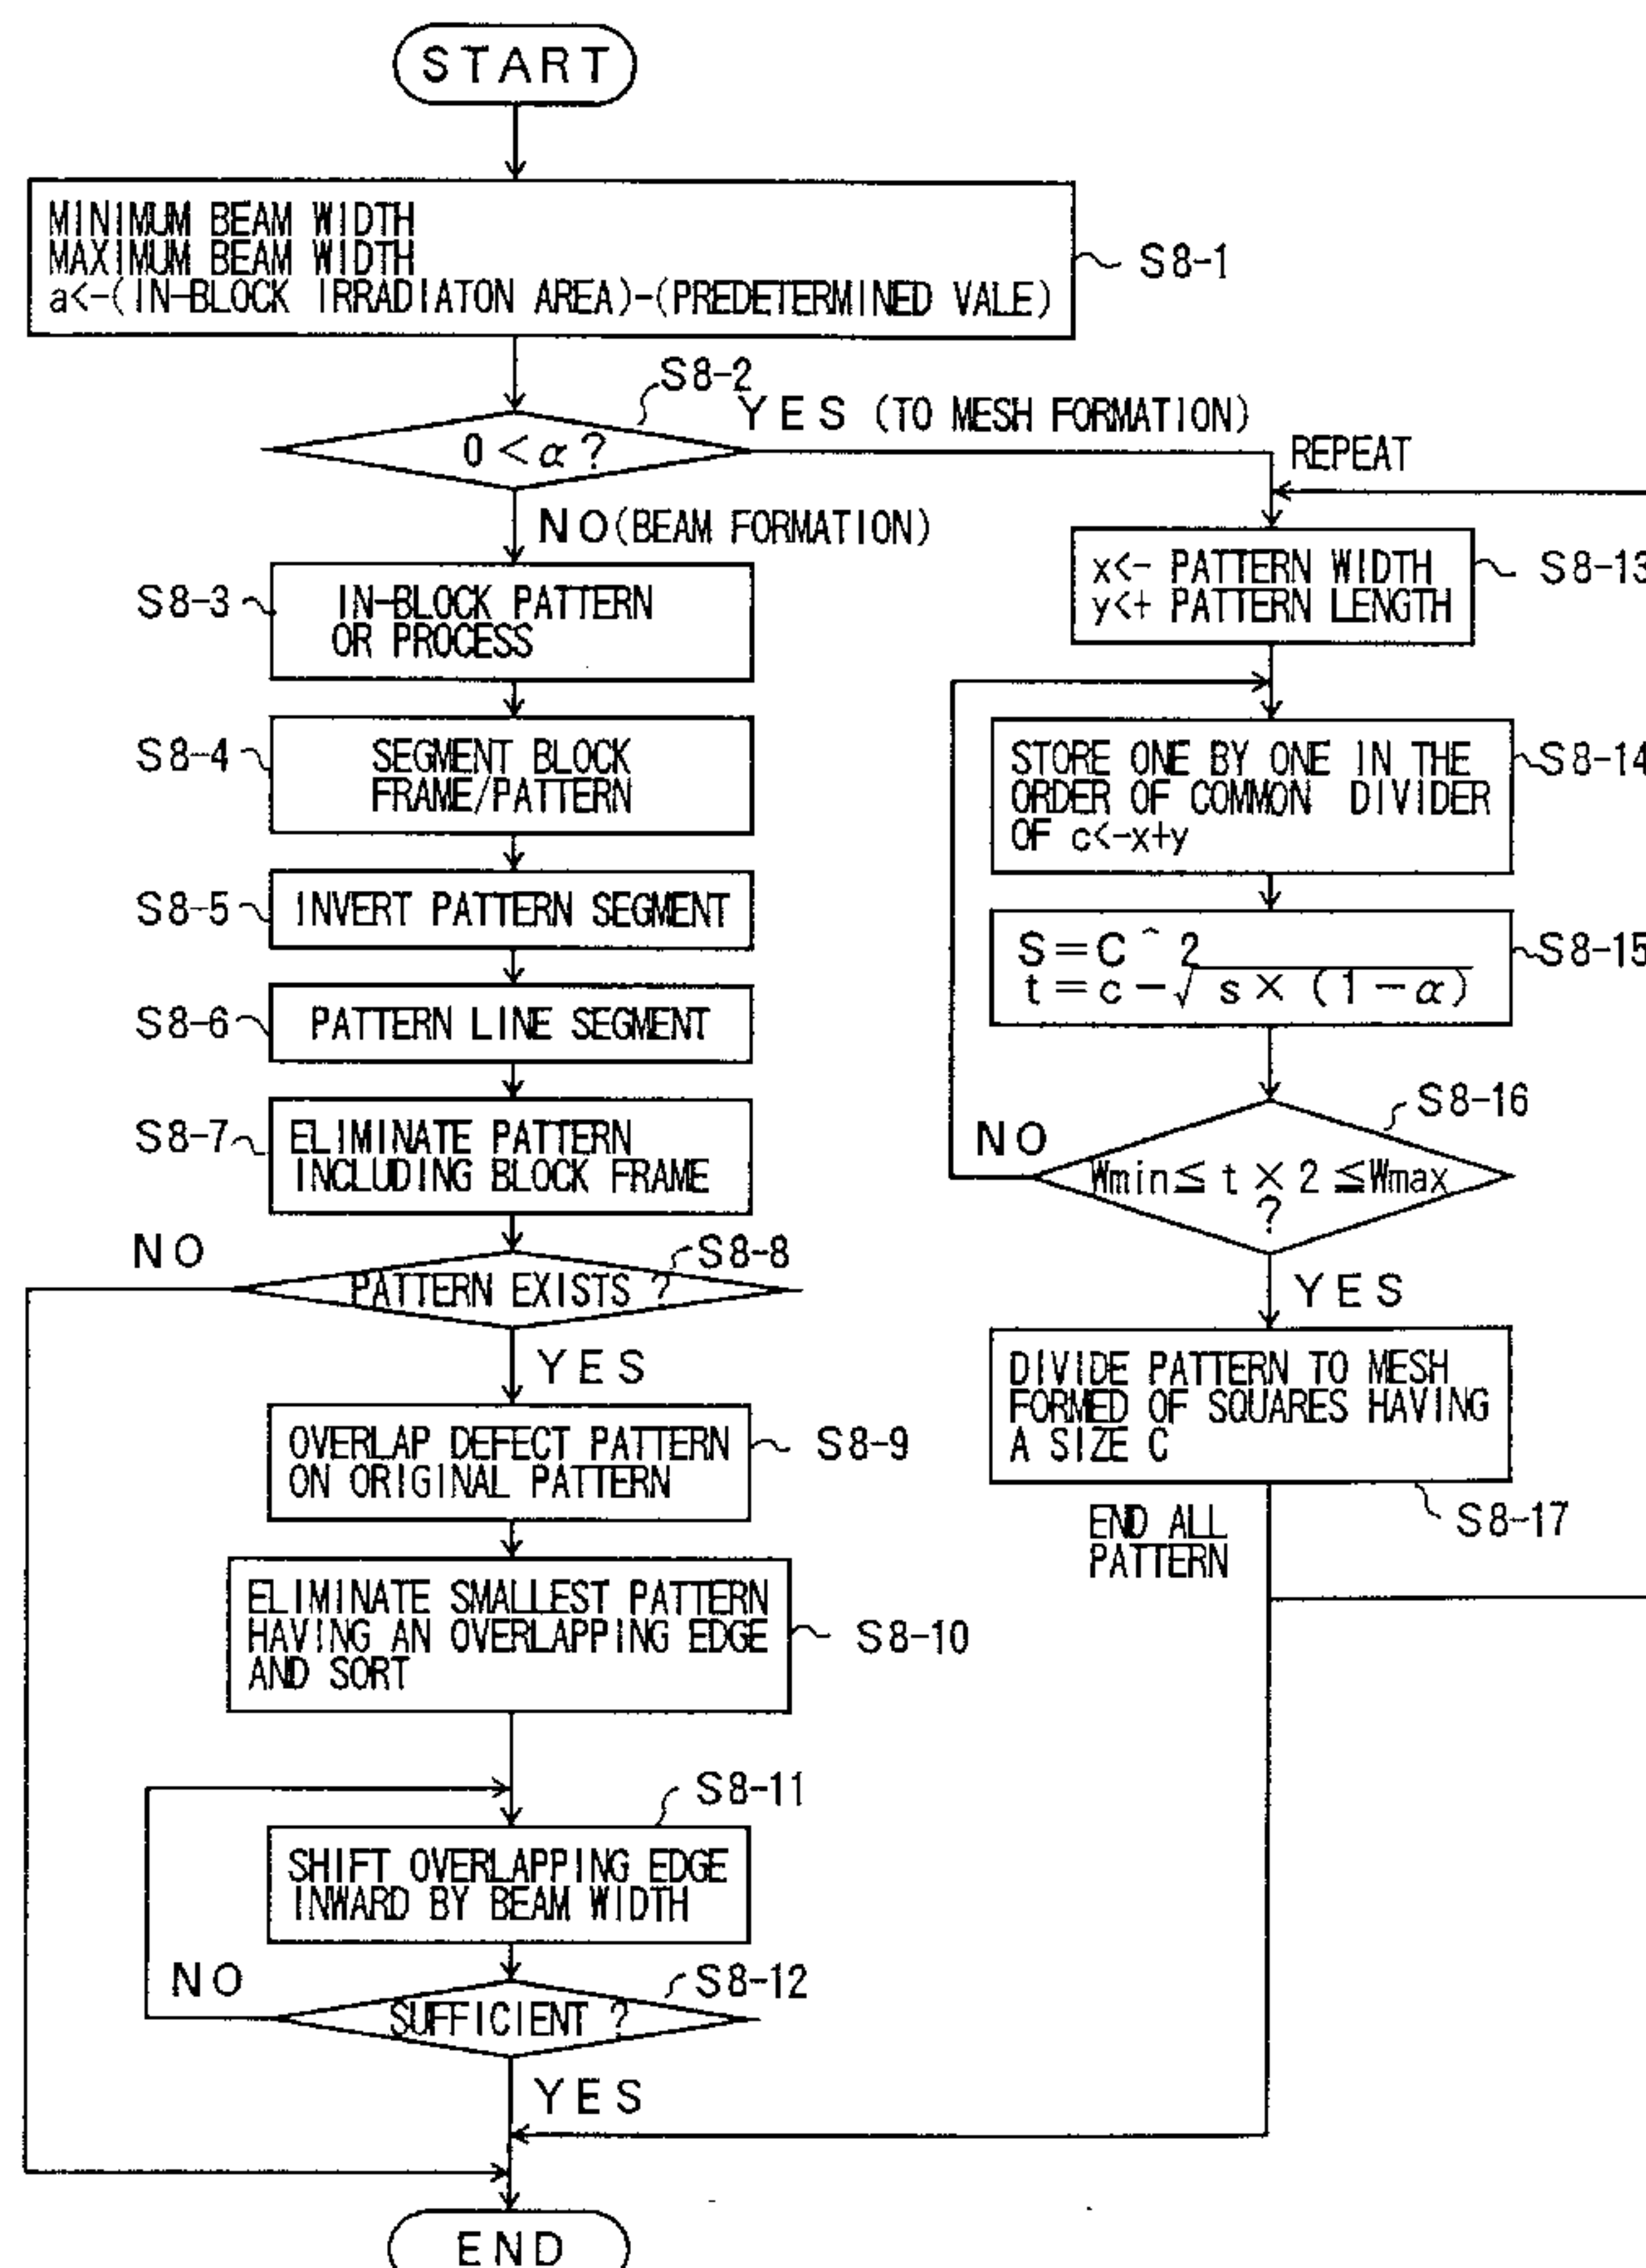 START
MINIMUM BEAM WIDTH
MAXIMUM BEAM WIDTH
a<-(IN-BLOCK IRRADIATON AREA)-(PREDETERMINED VALE)
S8-1
S8-2
0<α?
YES (TO MESH FORMATION)
REPEAT
NO(BEAM FORMATION)
S8-3
IN-BLOCK PATTERN
OR PROCESS
S8-4
SEGMENT BLOCK
FRAME/PATTERN
S8-5
INVERT PATTERN SEGMENT
S8-6
PATTERN LINE SEGMENT
S8-7
ELIMINATE PATTERN
INCLUDING BLOCK FRAME
NO
S8-8
PATTERN EXISTS ?
YES
OVERLAP DEFECT PATTERN
ON ORIGINAL PATTERN
S8-9
ELIMINATE SMALLEST PATTERN
HAVING AN OVERLAPPING EDGE
AND SORT
S8-10
S8-11
SHIFT OVERLAPPING EDGE
INWARD BY BEAM WIDTH
NO
S8-12
SUFFICIENT ?
YES
END
x<- PATTERN WIDTH
y<+ PATTERN LENGTH
S8-13
STORE ONE BY ONE IN THE
ORDER OF COMMON DIVIDER
OF c<-x+y
S8-14
S=C^2
t=c-√s×(1-α)
S8-15
S8-16
NO
Wmin≦ t × 2 ≦Wmax
?
YES
DIVIDE PATTERN TO MESH
FORMED OF SQUARES HAVING
A SIZE C
S8-17
END ALL
PATTERN